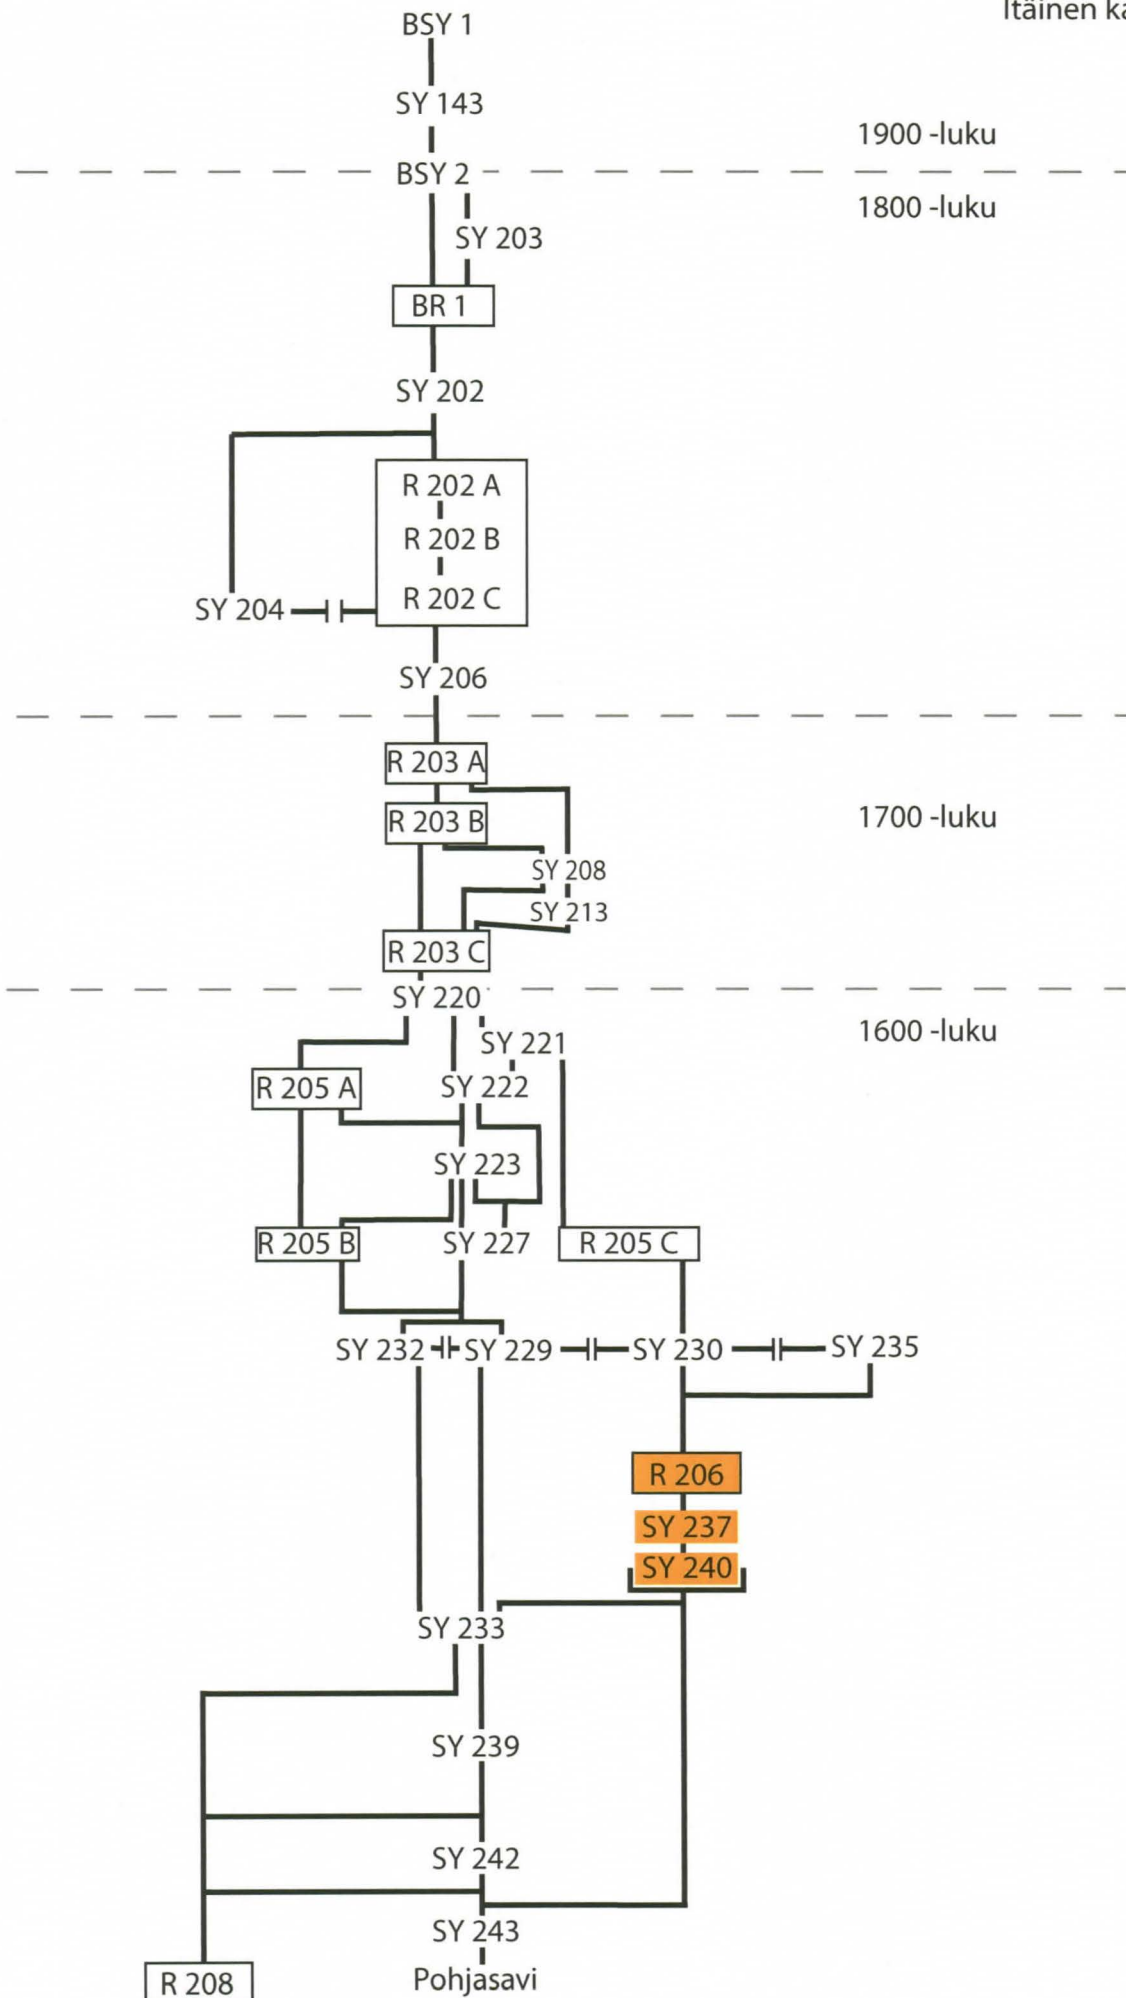 Itäinen
BSY 1
SY 143
1900 -luku
BSY 2
1800 -luku
SY 203
BR 1
SY 202
R 202 A
R 202 B
R 202 C
SY 204
SY 206
R 203 A
R 203 B
1700 -luku
SY 208
SY 213
R 203 C
SY 220
1600 -luku
SY 221
R 205 A
SY 222
SY 223
R 205 B
SY 227
R 205 C
SY 232
SY 229
SY 230
SY 235
R 206
SY 237
SY 240
SY 233
SY 239
SY 242
SY 243
Pohjasavi
R 208